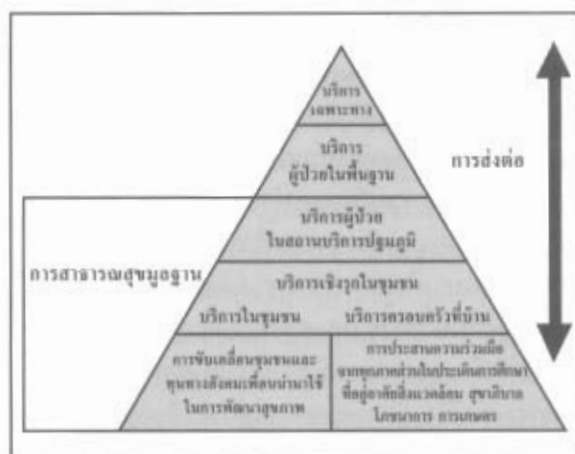 บริการ
เฉพาะทาง
บริการ
ผู้ป่วยในพื้นฐาน
การส่งต่อ
บริการผู้ป่วย
ในสถานบริการปฐมภูมิ
การสาธารณสุขมูลฐาน
บริการเชิงรุกในชุมชน
บริการในชุมชน บริการครอบครัวที่บ้าน
การขับเคลื่อนชุมชนและ
ทุนทางสังคมเพื่อนำมาใช้
ในการพัฒนาสุขภาพ
การประสานความร่วมมือ
จากทุกภาคส่วนในประเด็นการศึกษา
ที่อยู่อาศัยสิ่งแวดล้อม สุขาภิบาล
โภชนาการ การเกษตร